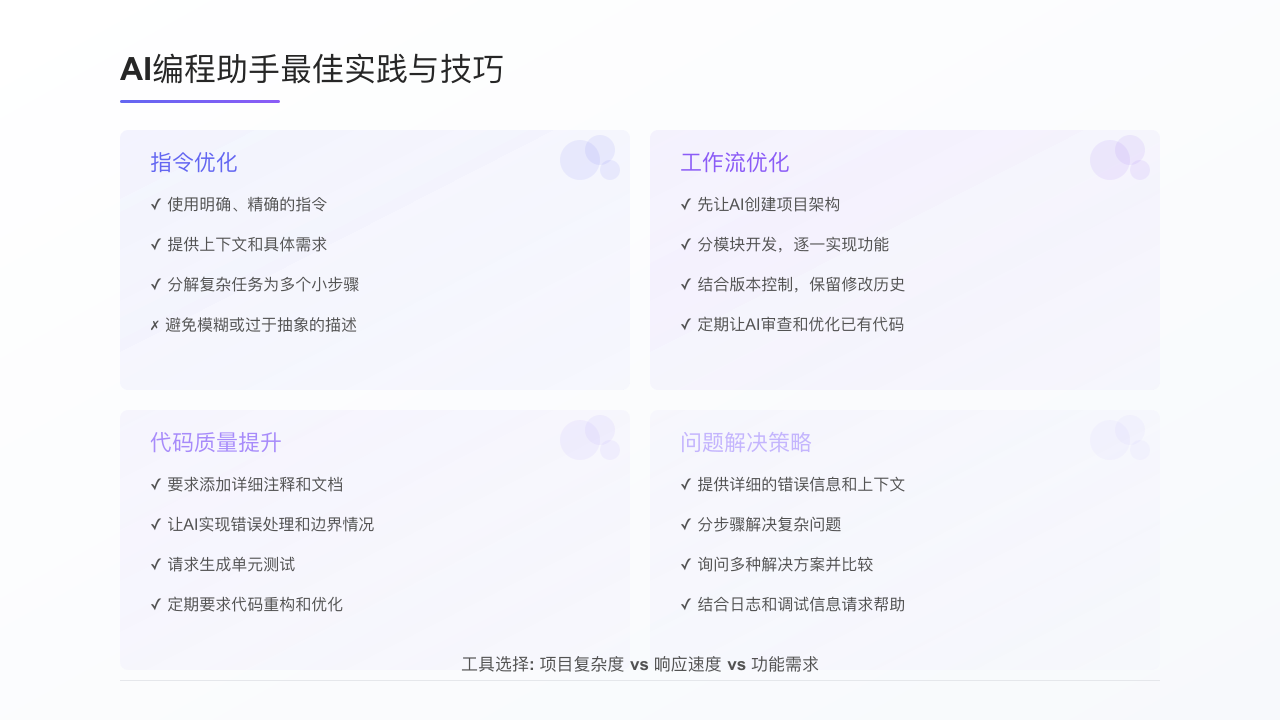 AI编程助手最佳实践与技巧
指令优化
✓ 使用明确、精确的指令
✓ 提供上下文和具体需求
✓ 分解复杂任务为多个小步骤
✗ 避免模糊或过于抽象的描述
工作流优化
✓ 先让AI创建项目架构
✓ 分模块开发，逐一实现功能
✓ 结合版本控制，保留修改历史
✓ 定期让AI审查和优化已有代码
代码质量提升
✓ 要求添加详细注释和文档
✓ 让AI实现错误处理和边界情况
✓ 请求生成单元测试
✓ 定期要求代码重构和优化
问题解决策略
✓ 提供详细的错误信息和上下文
✓ 分步骤解决复杂问题
✓ 询问多种解决方案并比较
✓ 结合日志和调试信息请求帮助
工具选择: 项目复杂度 vs 响应速度 vs 功能需求